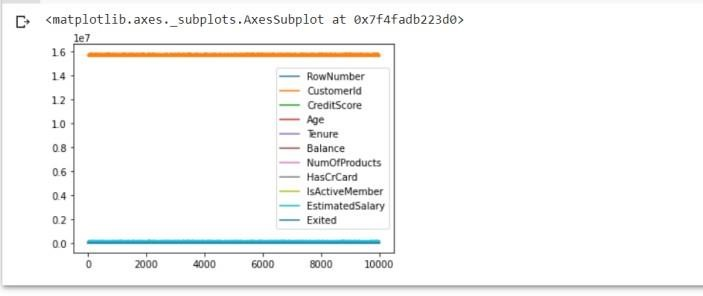 <matplotlib.axes._subplots.AxesSubplot at 0x7f4fadb223d0>
1e7
1.6
1.4
1.2
1.0
0.8
0.6
0.4
0.2
0.0
RowNumber
CustomerId
CreditScore
Age
Tenure
Balance
NumOfProducts
HasCrCard
IsActiveMember
EstimatedSalary
Exited
0 2000 4000 6000 8000 10000